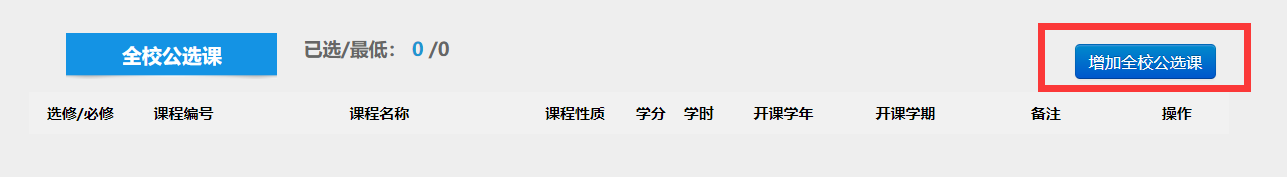 全校公选课 已选/最低： 0 /0 增加全校公选课
选修/必修 课程编号 课程名称 课程性质 学分 学时 开课学年 开课学期 备注 操作